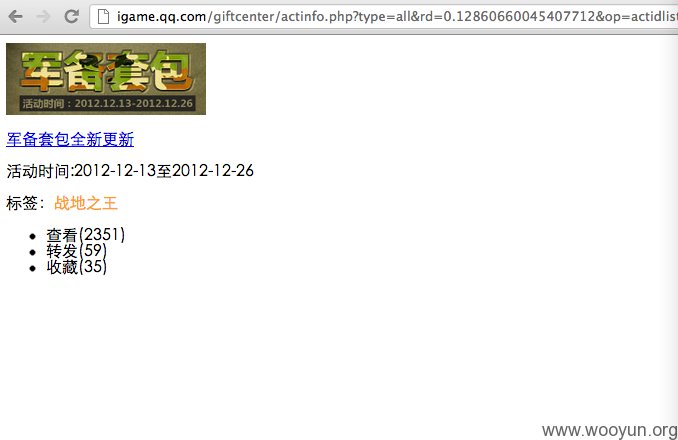 igame.qq.com/giftcenter/actinfo.php?type=all&rd=0.12860660045407712&op=actidlist
军备套包
活动时间：2012.12.13-2012.12.26
军备套包全新更新
活动时间:2012-12-13至2012-12-26
标签：战地之王
查看(2351)
转发(59)
收藏(35)
www.wooyun.org